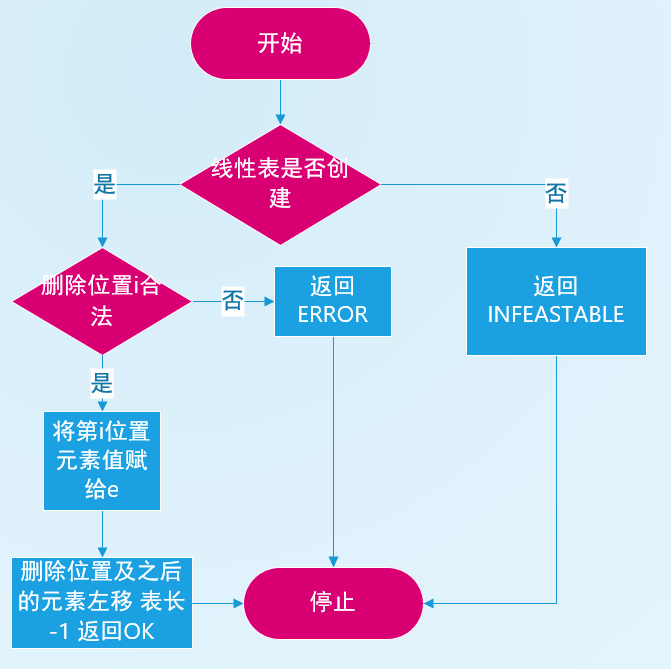 开始
线性表是否创
建
是
否
删除位置i合
法
否
返回
ERROR
返回
INFEASTABLE
是
将第i位置
元素值赋
给e
删除位置及之后
的元素左移 表长
-1 返回OK
停止